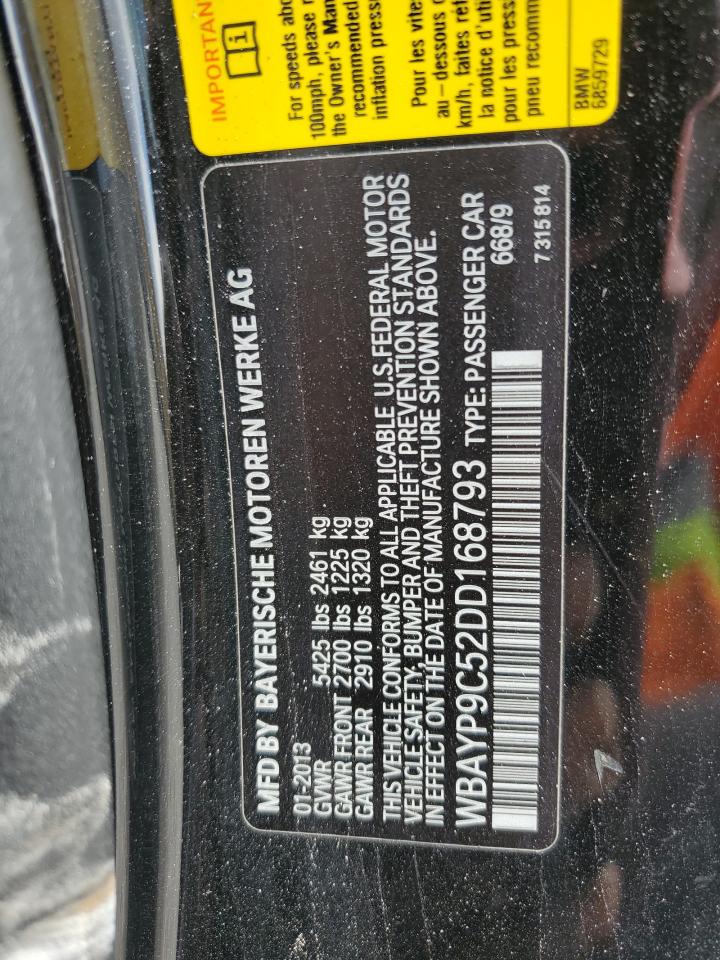 IMPORTAN
For speeds abo
100mph, please r
the Owner's Man
recommended
inflation press
Pour les vite
au-dessous d
km/h, faites réf
la notice d'uti
pour les pressi
pneu recomm
BMW
6859729
MFD BY BAYERISCHE MOTOREN WERKE AG
01-2013
GVWR 5425 lbs 2461 kg
GAWR FRONT 2700 lbs 1225 kg
GAWR REAR 2910 lbs 1320 kg
THIS VEHICLE CONFORMS TO ALL APPLICABLE U.S.FEDERAL MOTOR
VEHICLE SAFETY, BUMPER AND THEFT PREVENTION STANDARDS
IN EFFECT ON THE DATE OF MANUFACTURE SHOWN ABOVE.
WBAYP9C52DD168793 TYPE: PASSENGER CAR
668/9
7 315 814